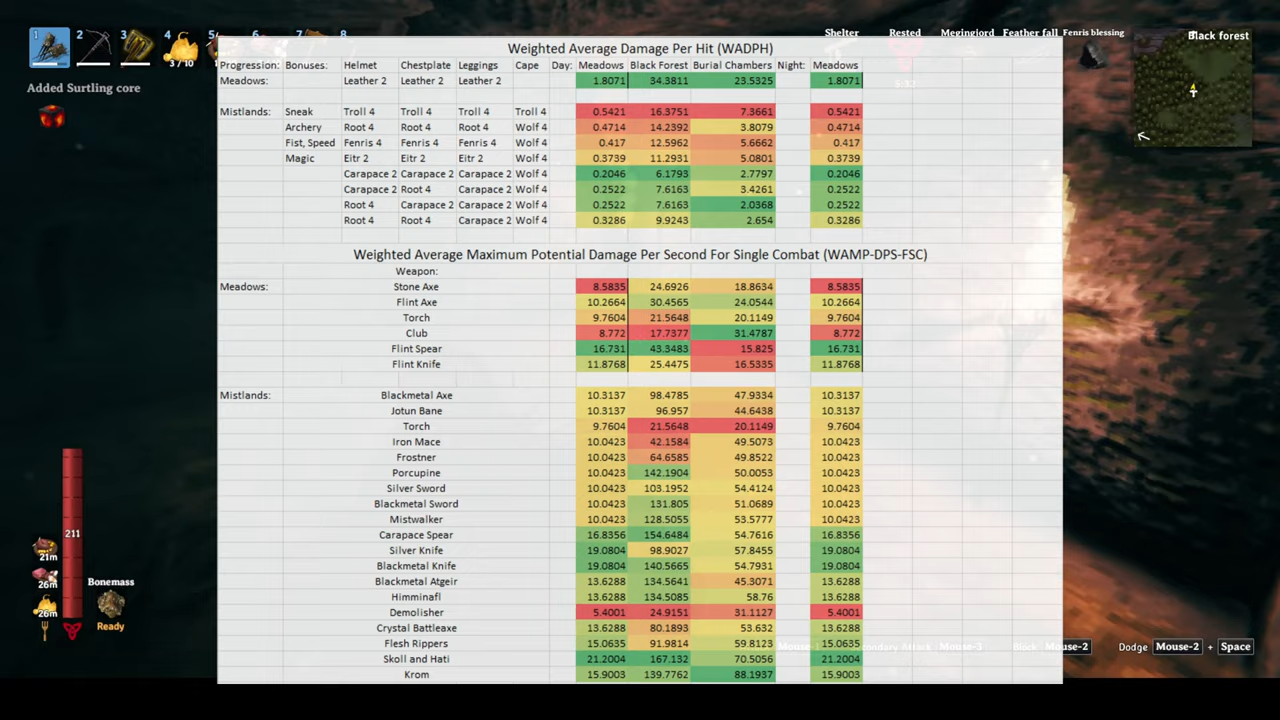 1 2 3 4 5 6 7 8
3 / 10
Shelter Rested Megingjord Feather fall Fenris blessing
Black forest
Added Surtling core
Weighted Average Damage Per Hit (WADPH)
Progression: Bonuses: Helmet Chestplate Leggings Cape Day: Meadows Black Forest Burial Chambers Night: Meadows
Meadows: Leather 2 Leather 2 Leather 2 1.8071 34.3811 23.5325 1.8071
Mistlands: Sneak Troll 4 Troll 4 Troll 4 Troll 4 0.5421 16.3751 7.3661 0.5421
Archery Root 4 Root 4 Root 4 Wolf 4 0.4714 14.2392 3.8079 0.4714
Fist, Speed Fenris 4 Fenris 4 Fenris 4 Wolf 4 0.417 12.5962 5.6662 0.417
Magic Eitr 2 Eitr 2 Eitr 2 Wolf 4 0.3739 11.2931 5.0801 0.3739
Carapace 2 Carapace 2 Carapace 2 Wolf 4 0.2046 6.1793 2.7797 0.2046
Carapace 2 Root 4 Carapace 2 Wolf 4 0.2522 7.6163 3.4261 0.2522
Root 4 Carapace 2 Carapace 2 Wolf 4 0.2522 7.6163 2.0368 0.2522
Root 4 Root 4 Carapace 2 Wolf 4 0.3286 9.9243 2.654 0.3286
Weighted Average Maximum Potential Damage Per Second For Single Combat (WAMP-DPS-FSC)
Weapon:
Meadows: Stone Axe 8.5835 24.6926 18.8634 8.5835
Flint Axe 10.2664 30.4565 24.0544 10.2664
Torch 9.7604 21.5648 20.1149 9.7604
Club 8.772 17.7377 31.4787 8.772
Flint Spear 16.731 43.3483 15.825 16.731
Flint Knife 11.8768 25.4475 16.5335 11.8768
Mistlands: Blackmetal Axe 10.3137 98.4785 47.9334 10.3137
Jotun Bane 10.3137 96.957 44.6438 10.3137
Torch 9.7604 21.5648 20.1149 9.7604
Iron Mace 10.0423 42.1584 49.5073 10.0423
Frostner 10.0423 64.6585 49.8522 10.0423
Porcupine 10.0423 142.1904 50.0053 10.0423
Silver Sword 10.0423 103.1952 54.4124 10.0423
Blackmetal Sword 10.0423 131.805 51.0689 10.0423
Mistwalker 10.0423 128.5055 53.5777 10.0423
Carapace Spear 16.8356 154.6484 54.7616 16.8356
Silver Knife 19.0804 98.9027 57.8455 19.0804
Blackmetal Knife 19.0804 140.5665 54.7931 19.0804
Blackmetal Atgeir 13.6288 134.5641 45.3071 13.6288
Himminafl 13.6288 134.5085 58.76 13.6288
Demolisher 5.4001 24.9151 31.1127 5.4001
Crystal Battleaxe 13.6288 80.1893 53.632 13.6288
Flesh Rippers 15.0635 91.9814 59.8123 15.0635
Skoll and Hati 21.2004 167.132 70.5056 21.2004
Krom 15.9003 139.7762 88.1937 15.9003
211
21m
26m
26m
Bonemass
Ready
Mouse-1 Secondary Attack Mouse-3 Block Mouse-2 Dodge Mouse-2 + Space